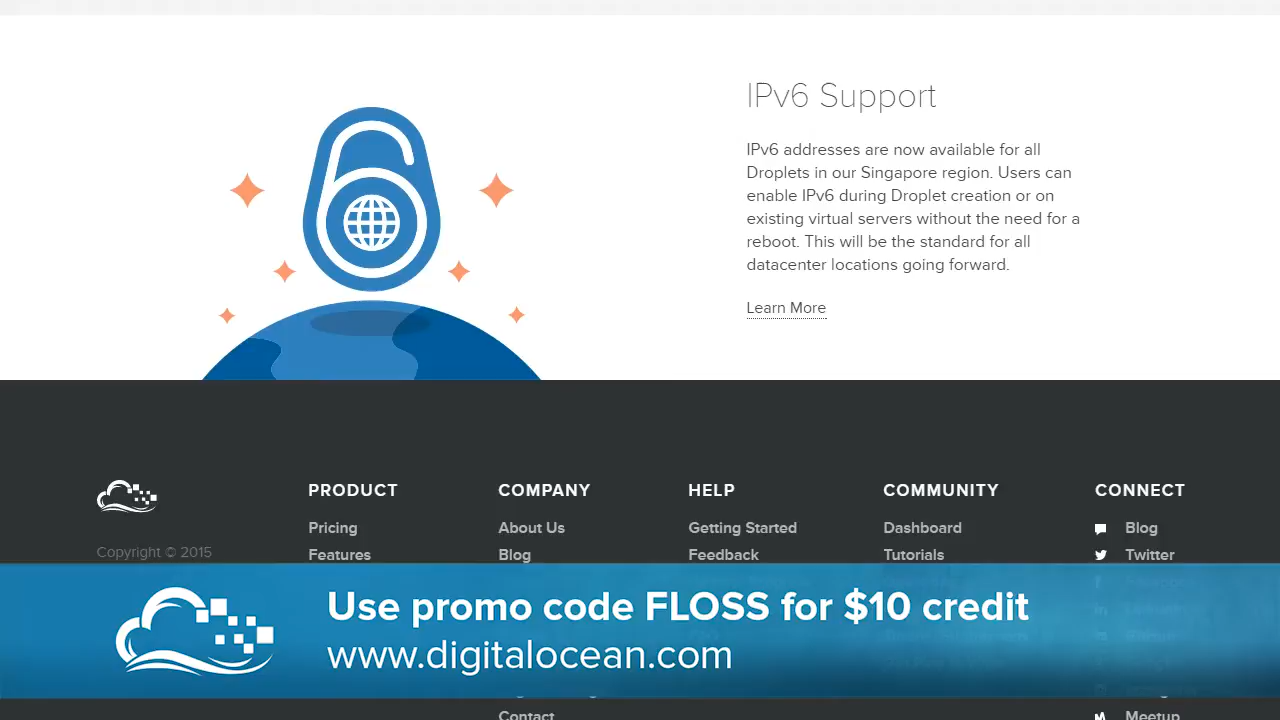 IPv6 Support
IPv6 addresses are now available for all
Droplets in our Singapore region. Users can
enable IPv6 during Droplet creation or on
existing virtual servers without the need for a
reboot. This will be the standard for all
datacenter locations going forward.
Learn More
PRODUCT
COMPANY
HELP
COMMUNITY
CONNECT
Pricing
About Us
Getting Started
Dashboard
Blog
Copyright © 2015
Features
Blog
Feedback
Tutorials
Twitter
Use promo code FLOSS for $10 credit
www.digitalocean.com
Contact
Meetup